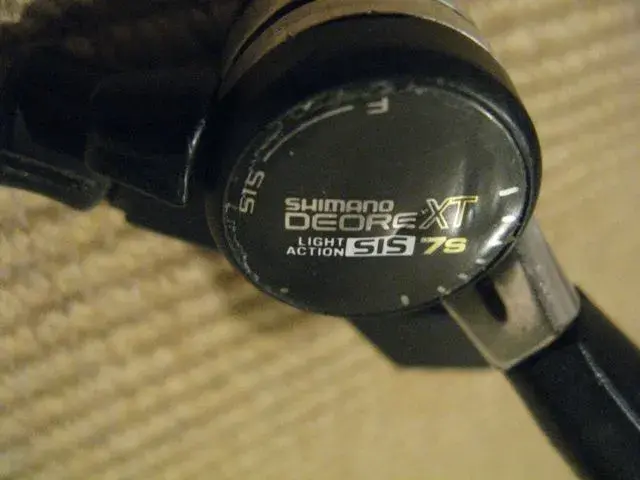 F
SIS
SHIMANO
DEORE XT
LIGHT ACTION SIS 7S